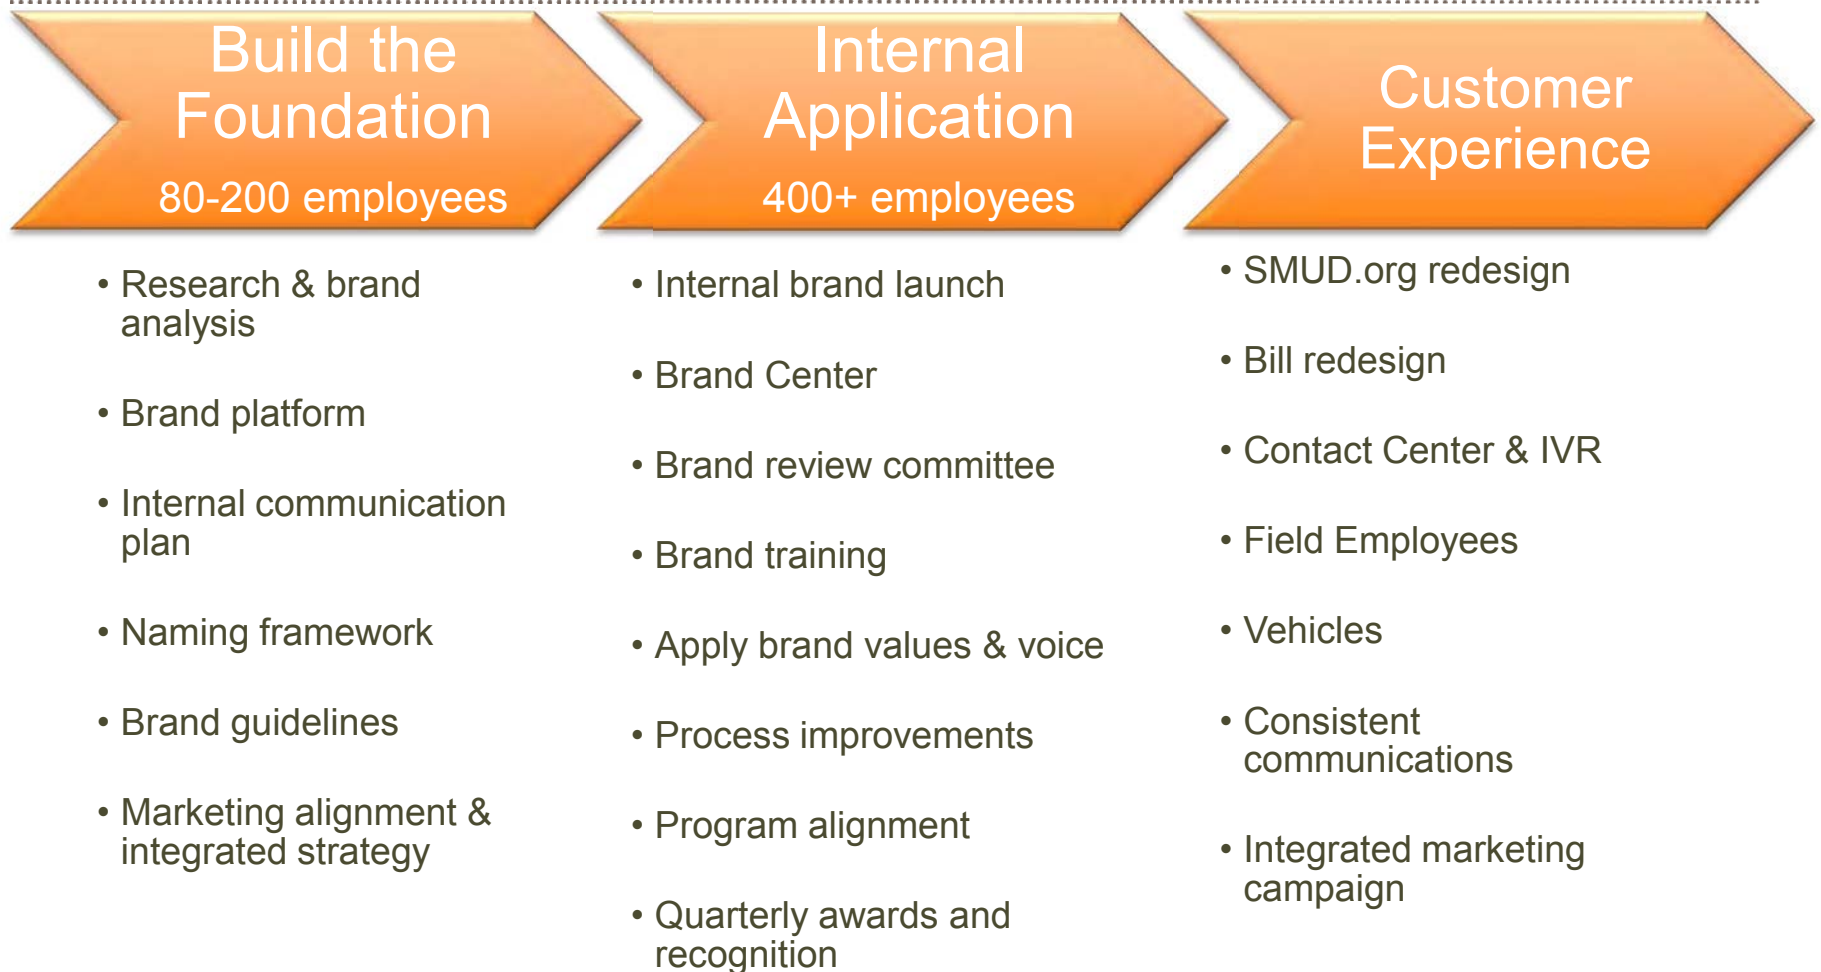 Build the
Foundation
80-200 employees
• Research & brand
analysis
• Brand platform
• Internal communication
plan
• Naming framework
• Brand guidelines
• Marketing alignment &
integrated strategy
Internal
Application
400+ employees
• Internal brand launch
• Brand Center
• Brand review committee
• Brand training
• Apply brand values & voice
• Process improvements
• Program alignment
• Quarterly awards and
recognition
Customer
Experience
• SMUD.org redesign
• Bill redesign
• Contact Center & IVR
• Field Employees
• Vehicles
• Consistent
communications
• Integrated marketing
campaign